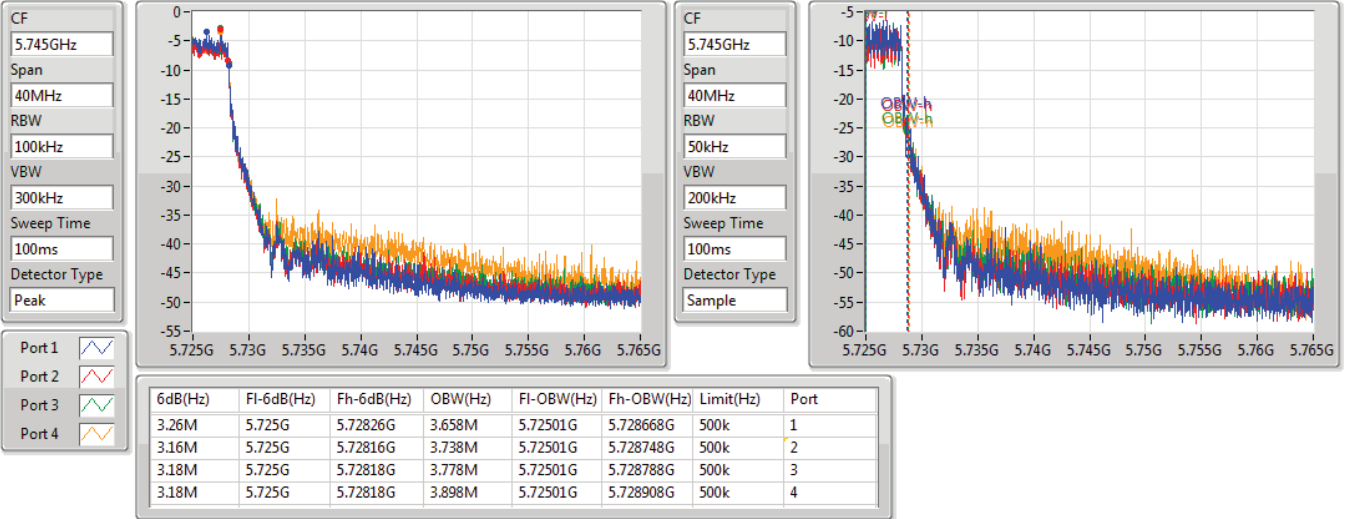 CF
5.745GHz
Span
40MHz
RBW
100kHz
VBW
300kHz
Sweep Time
100ms
Detector Type
Peak
0
-5
-10
-15
-20
-25
-30
-35
-40
-45
-50
-55
5.725G 5.73G 5.735G 5.74G 5.745G 5.75G 5.755G 5.76G 5.765G
CF
5.745GHz
Span
40MHz
RBW
50kHz
VBW
200kHz
Sweep Time
100ms
Detector Type
Sample
-5
-10
-15
-20
-25
-30
-35
-40
-45
-50
-55
-60
OBW-h
OBW-h
5.725G 5.73G 5.735G 5.74G 5.745G 5.75G 5.755G 5.76G 5.765G
Port 1
Port 2
Port 3
Port 4
6dB(Hz) Fl-6dB(Hz) Fh-6dB(Hz) OBW(Hz) Fl-OBW(Hz) Fh-OBW(Hz) Limit(Hz) Port
3.26M 5.725G 5.72826G 3.658M 5.72501G 5.728668G 500k 1
3.16M 5.725G 5.72816G 3.738M 5.72501G 5.728748G 500k 2
3.18M 5.725G 5.72818G 3.778M 5.72501G 5.728788G 500k 3
3.18M 5.725G 5.72818G 3.898M 5.72501G 5.728908G 500k 4